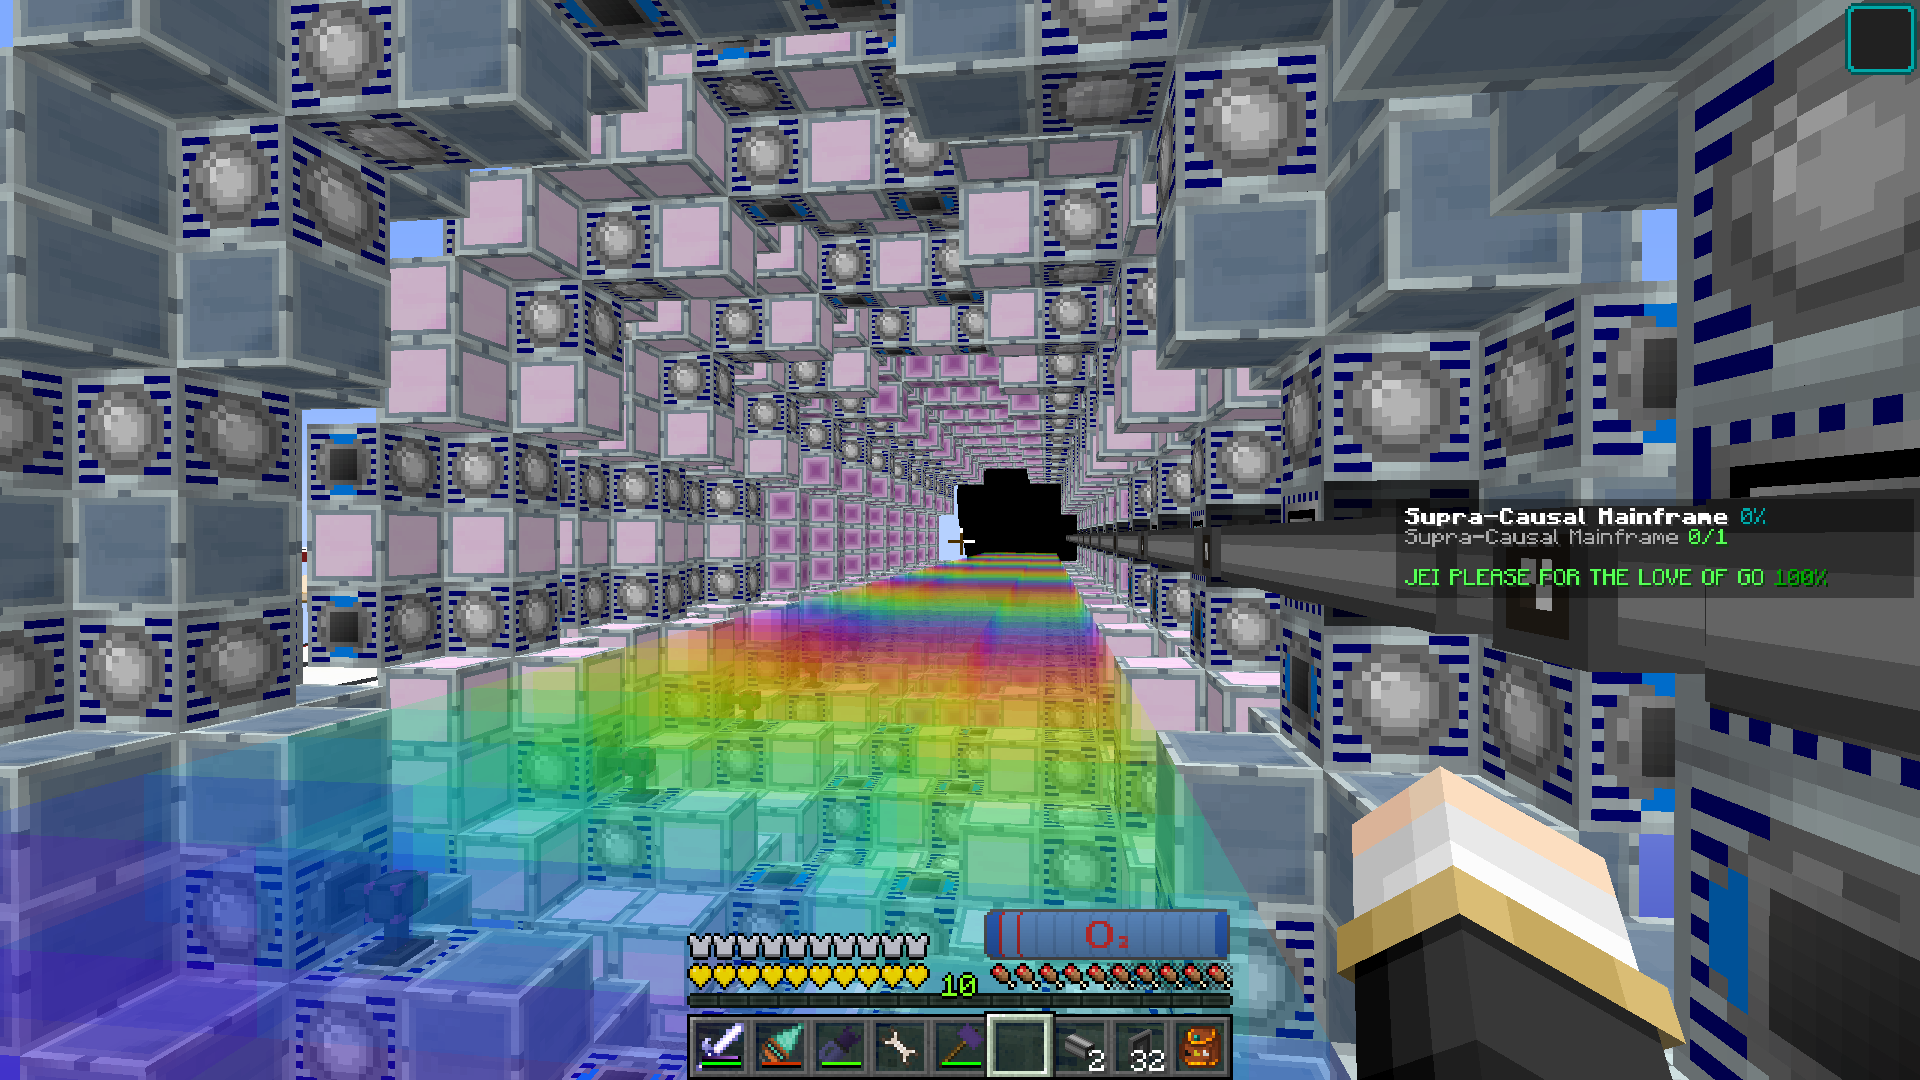 Supra-Causal Mainframe 0%
Supra-Causal Mainframe 0/1
JEI PLEASE FOR THE LOVE OF GO 100%
O₂
10
2
32